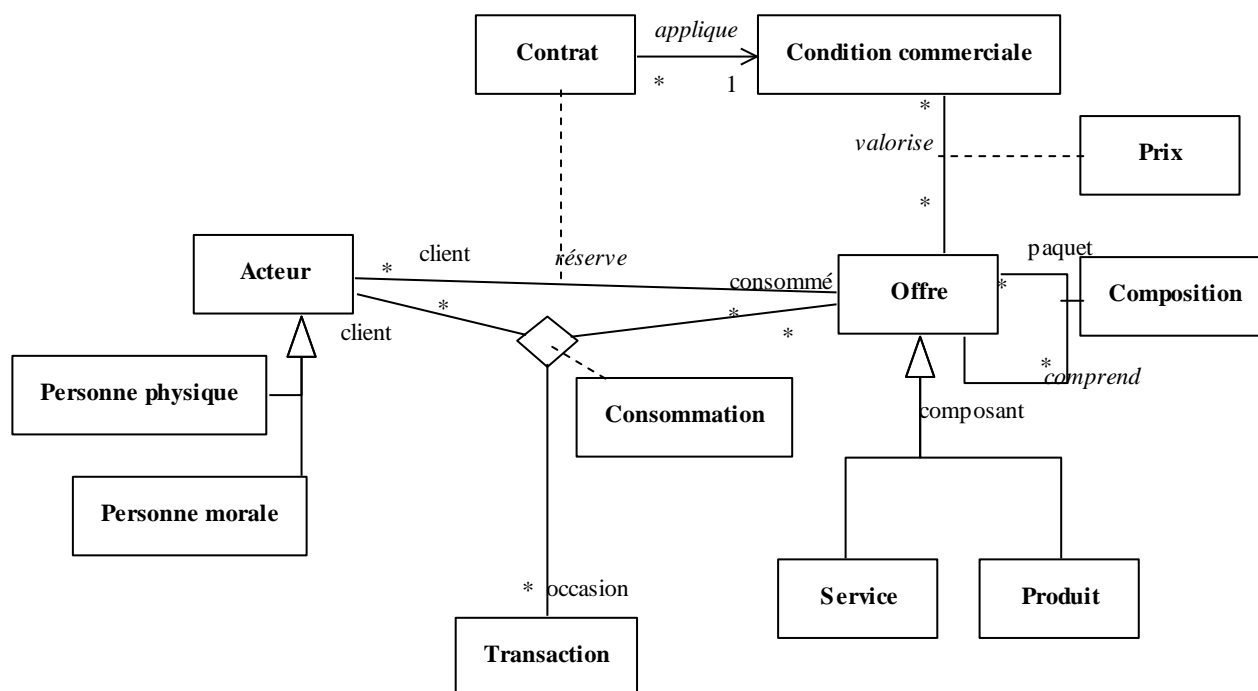 applique
Contrat
Condition commerciale
* 1
*
valorise
Prix
*
client
réserve
paquet
Acteur
*
consommé
Offre
*
Composition
*
*
client
*
*
comprend
Personne physique
Consommation
composant
Personne morale
* occasion
Service
Produit
Transaction